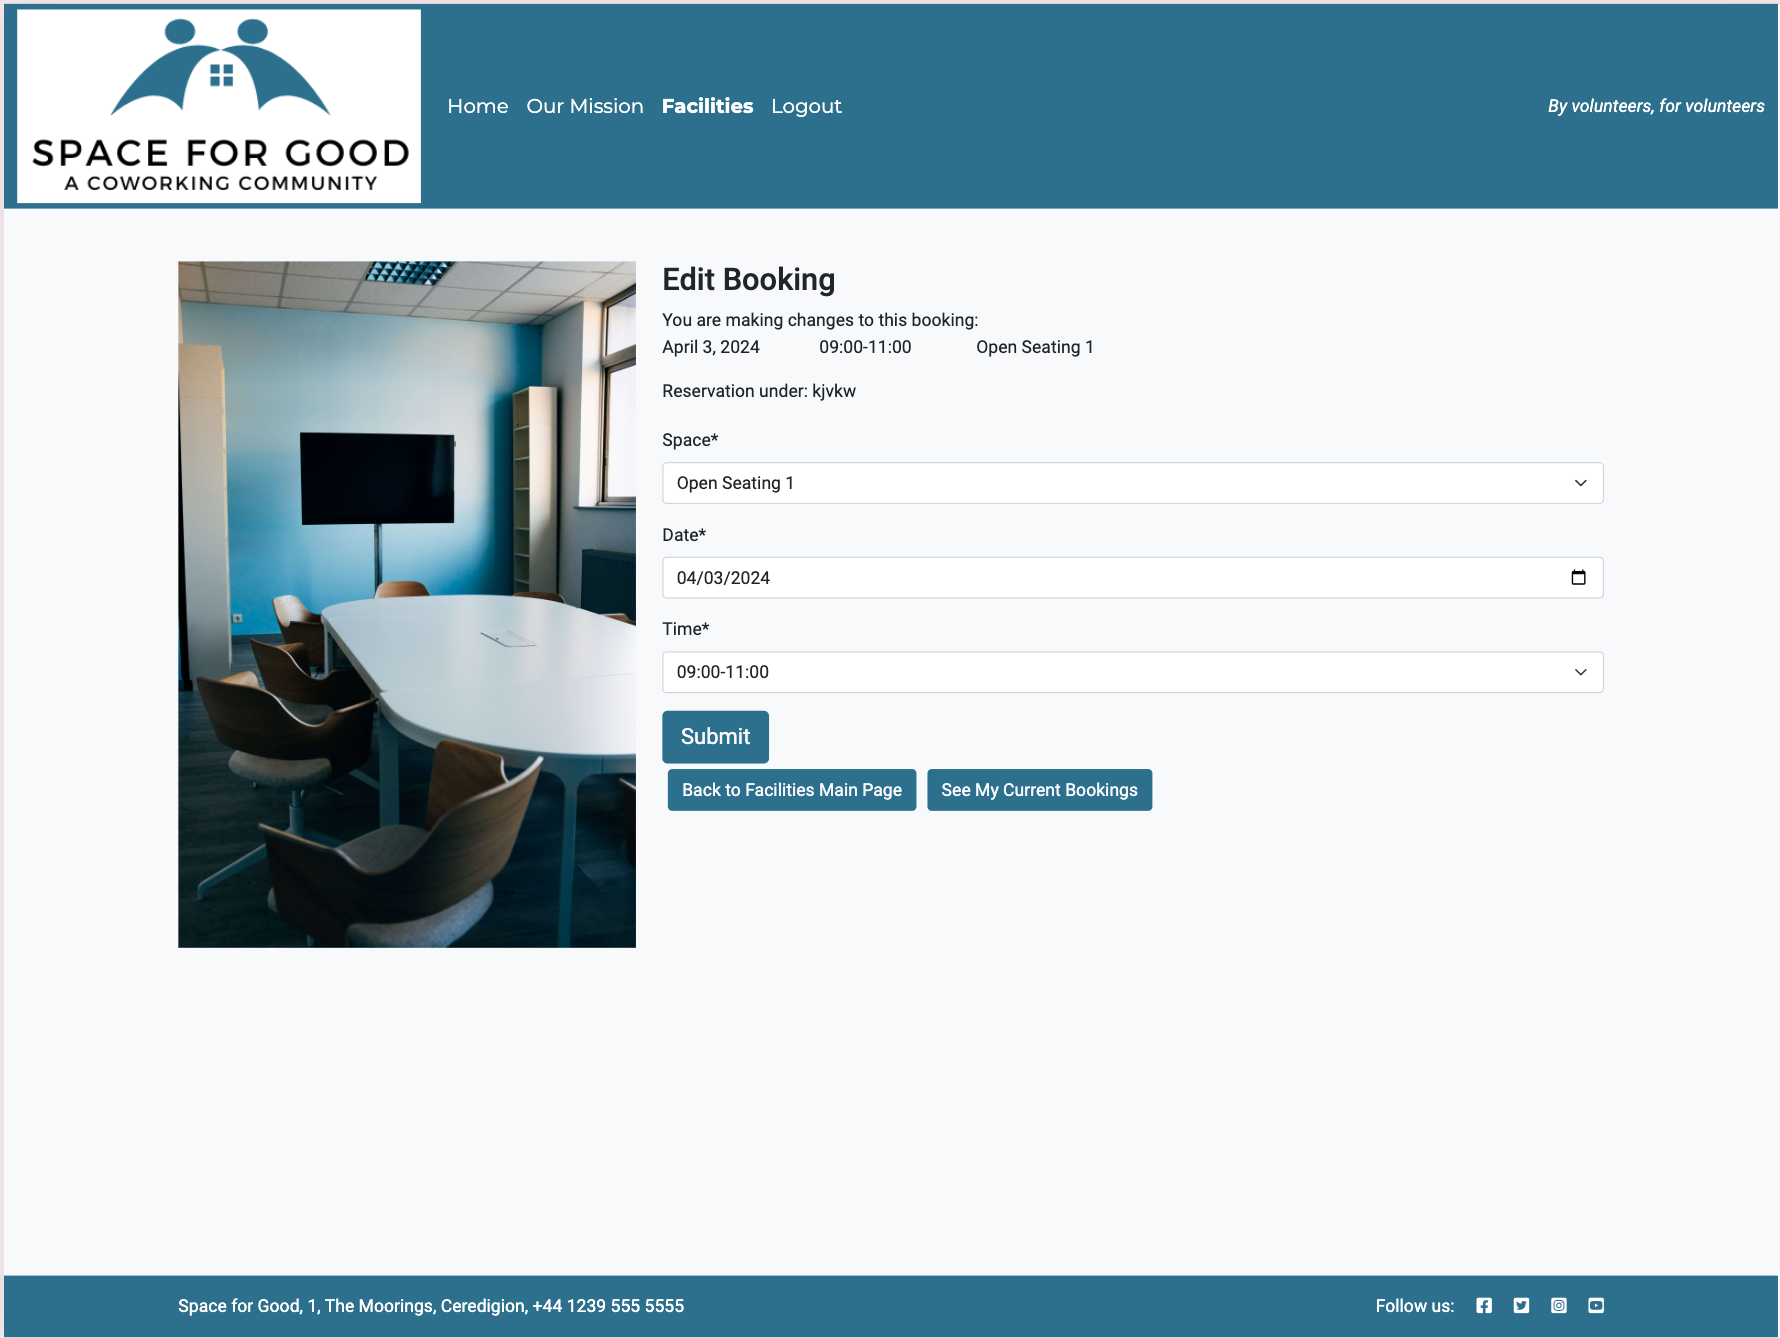 SPACE FOR GOOD
A COWORKING COMMUNITY
Home Our Mission Facilities Logout
By volunteers, for volunteers
Edit Booking
You are making changes to this booking:
April 3, 2024 09:00-11:00 Open Seating 1
Reservation under: kjvkw
Space*
Open Seating 1
Date*
04/03/2024
Time*
09:00-11:00
Submit
Back to Facilities Main Page See My Current Bookings
Space for Good, 1, The Moorings, Ceredigion, +44 1239 555 5555
Follow us: